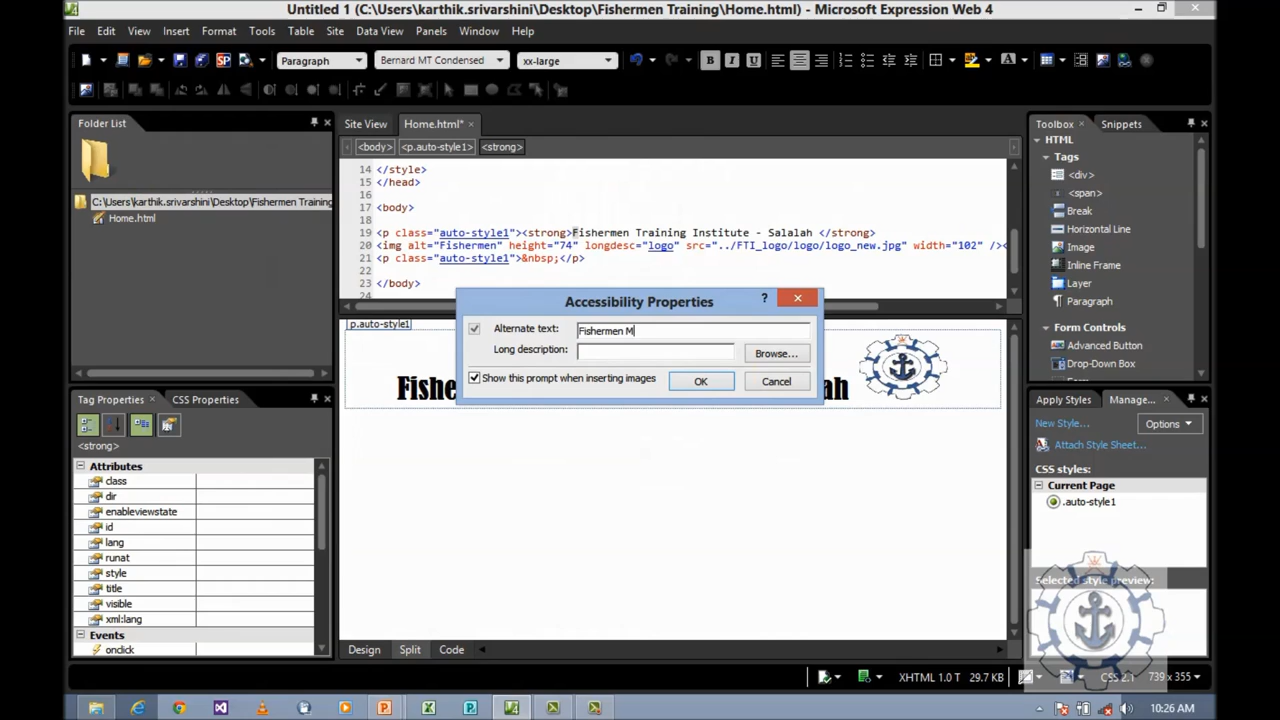 Untitled 1 (C:\Users\karthik.srivarshini\Desktop\Fishermen Training\Home.html) - Microsoft Expression Web 4
File Edit View Insert Format Tools Table Site Data View Panels Window Help
Paragraph Bernard MT Condensed xx-large B I U A
Folder List
C:\Users\karthik.srivarshini\Desktop\Fishermen Training
Home.html
Site View Home.html*
<body> <p.auto-style1> <strong>
14 </style>
15 </head>
16
17 <body>
18
19 <p class="auto-style1"><strong>Fishermen Training Institute - Salalah </strong>
20 <img alt="Fishermen" height="74" longdesc="logo" src="../FTI_logo/logo/logo_new.jpg" width="102" /><
21 <p class="auto-style1">&nbsp;</p>
22
23 </body>
24
p.auto-style1
Fishe
ah
Accessibility Properties
?
Alternate text: Fishermen M
Long description:
Browse...
Show this prompt when inserting images
OK
Cancel
Design Split Code
Toolbox Snippets
HTML
Tags
<div>
<span>
Break
Horizontal Line
Image
Inline Frame
Layer
Paragraph
Form Controls
Advanced Button
Drop-Down Box
Tag Properties CSS Properties
<strong>
Attributes
class
dir
enableviewstate
id
lang
runat
style
title
visible
xml:lang
Events
onclick
Apply Styles Manage...
New Style... Options
Attach Style Sheet...
CSS styles:
Current Page
.auto-style1
Selected style preview:
XHTML 1.0 T 29.7 KB CSS 2.1 739 x 355
10:26 AM